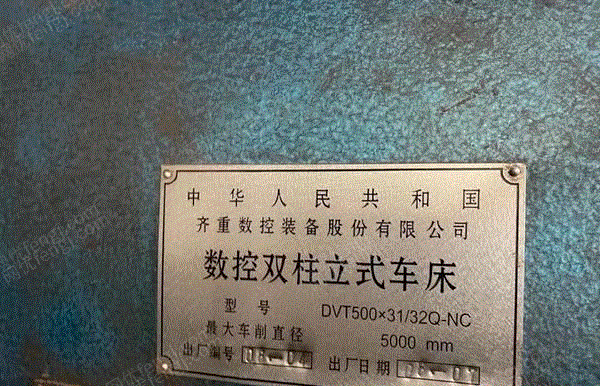 中华人民共和国
齐重数控装备股份有限公司
数控双柱立式车床
型号 DVT500×31/32Q-NC
最大车削直径 5000 mm
出厂编号 08-04 出厂日期